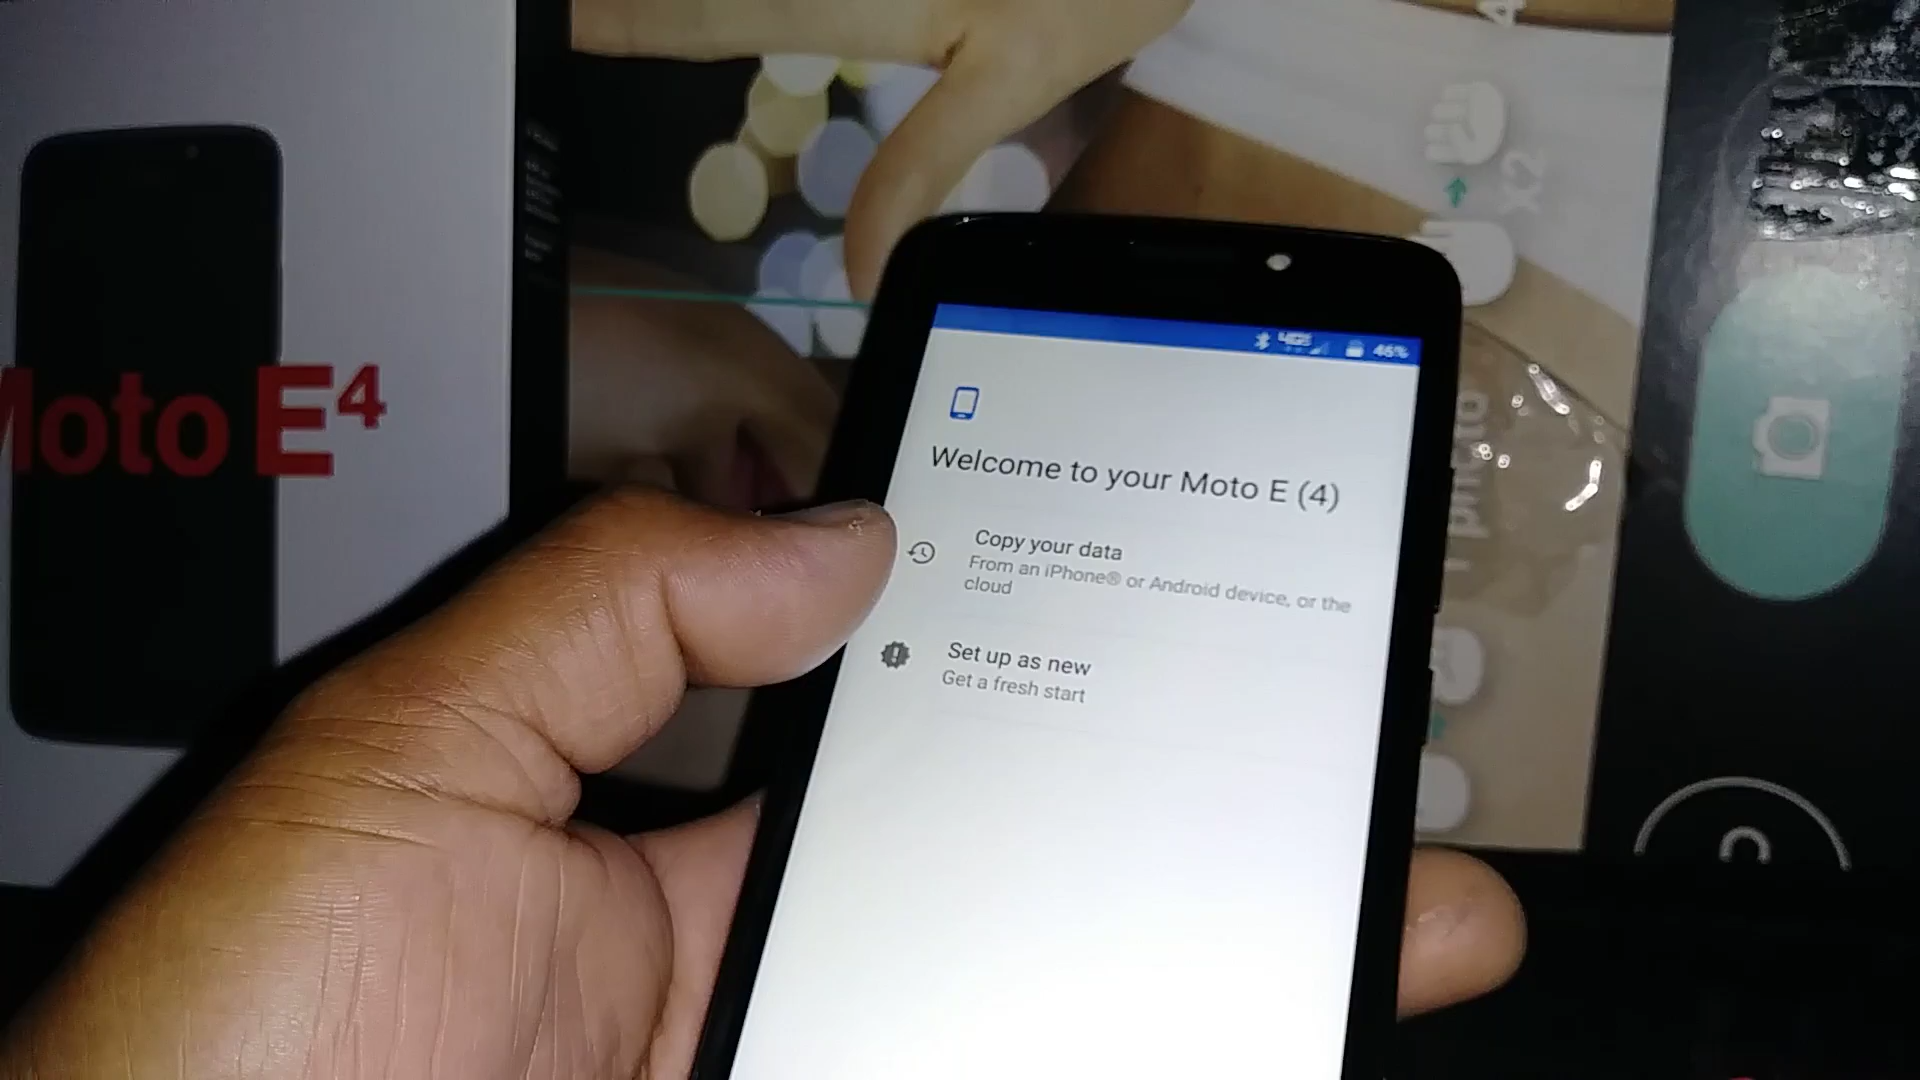 Moto E4
46%
Welcome to your Moto E (4)
Copy your data
From an iPhone® or Android device, or the
cloud
Set up as new
Get a fresh start
X2